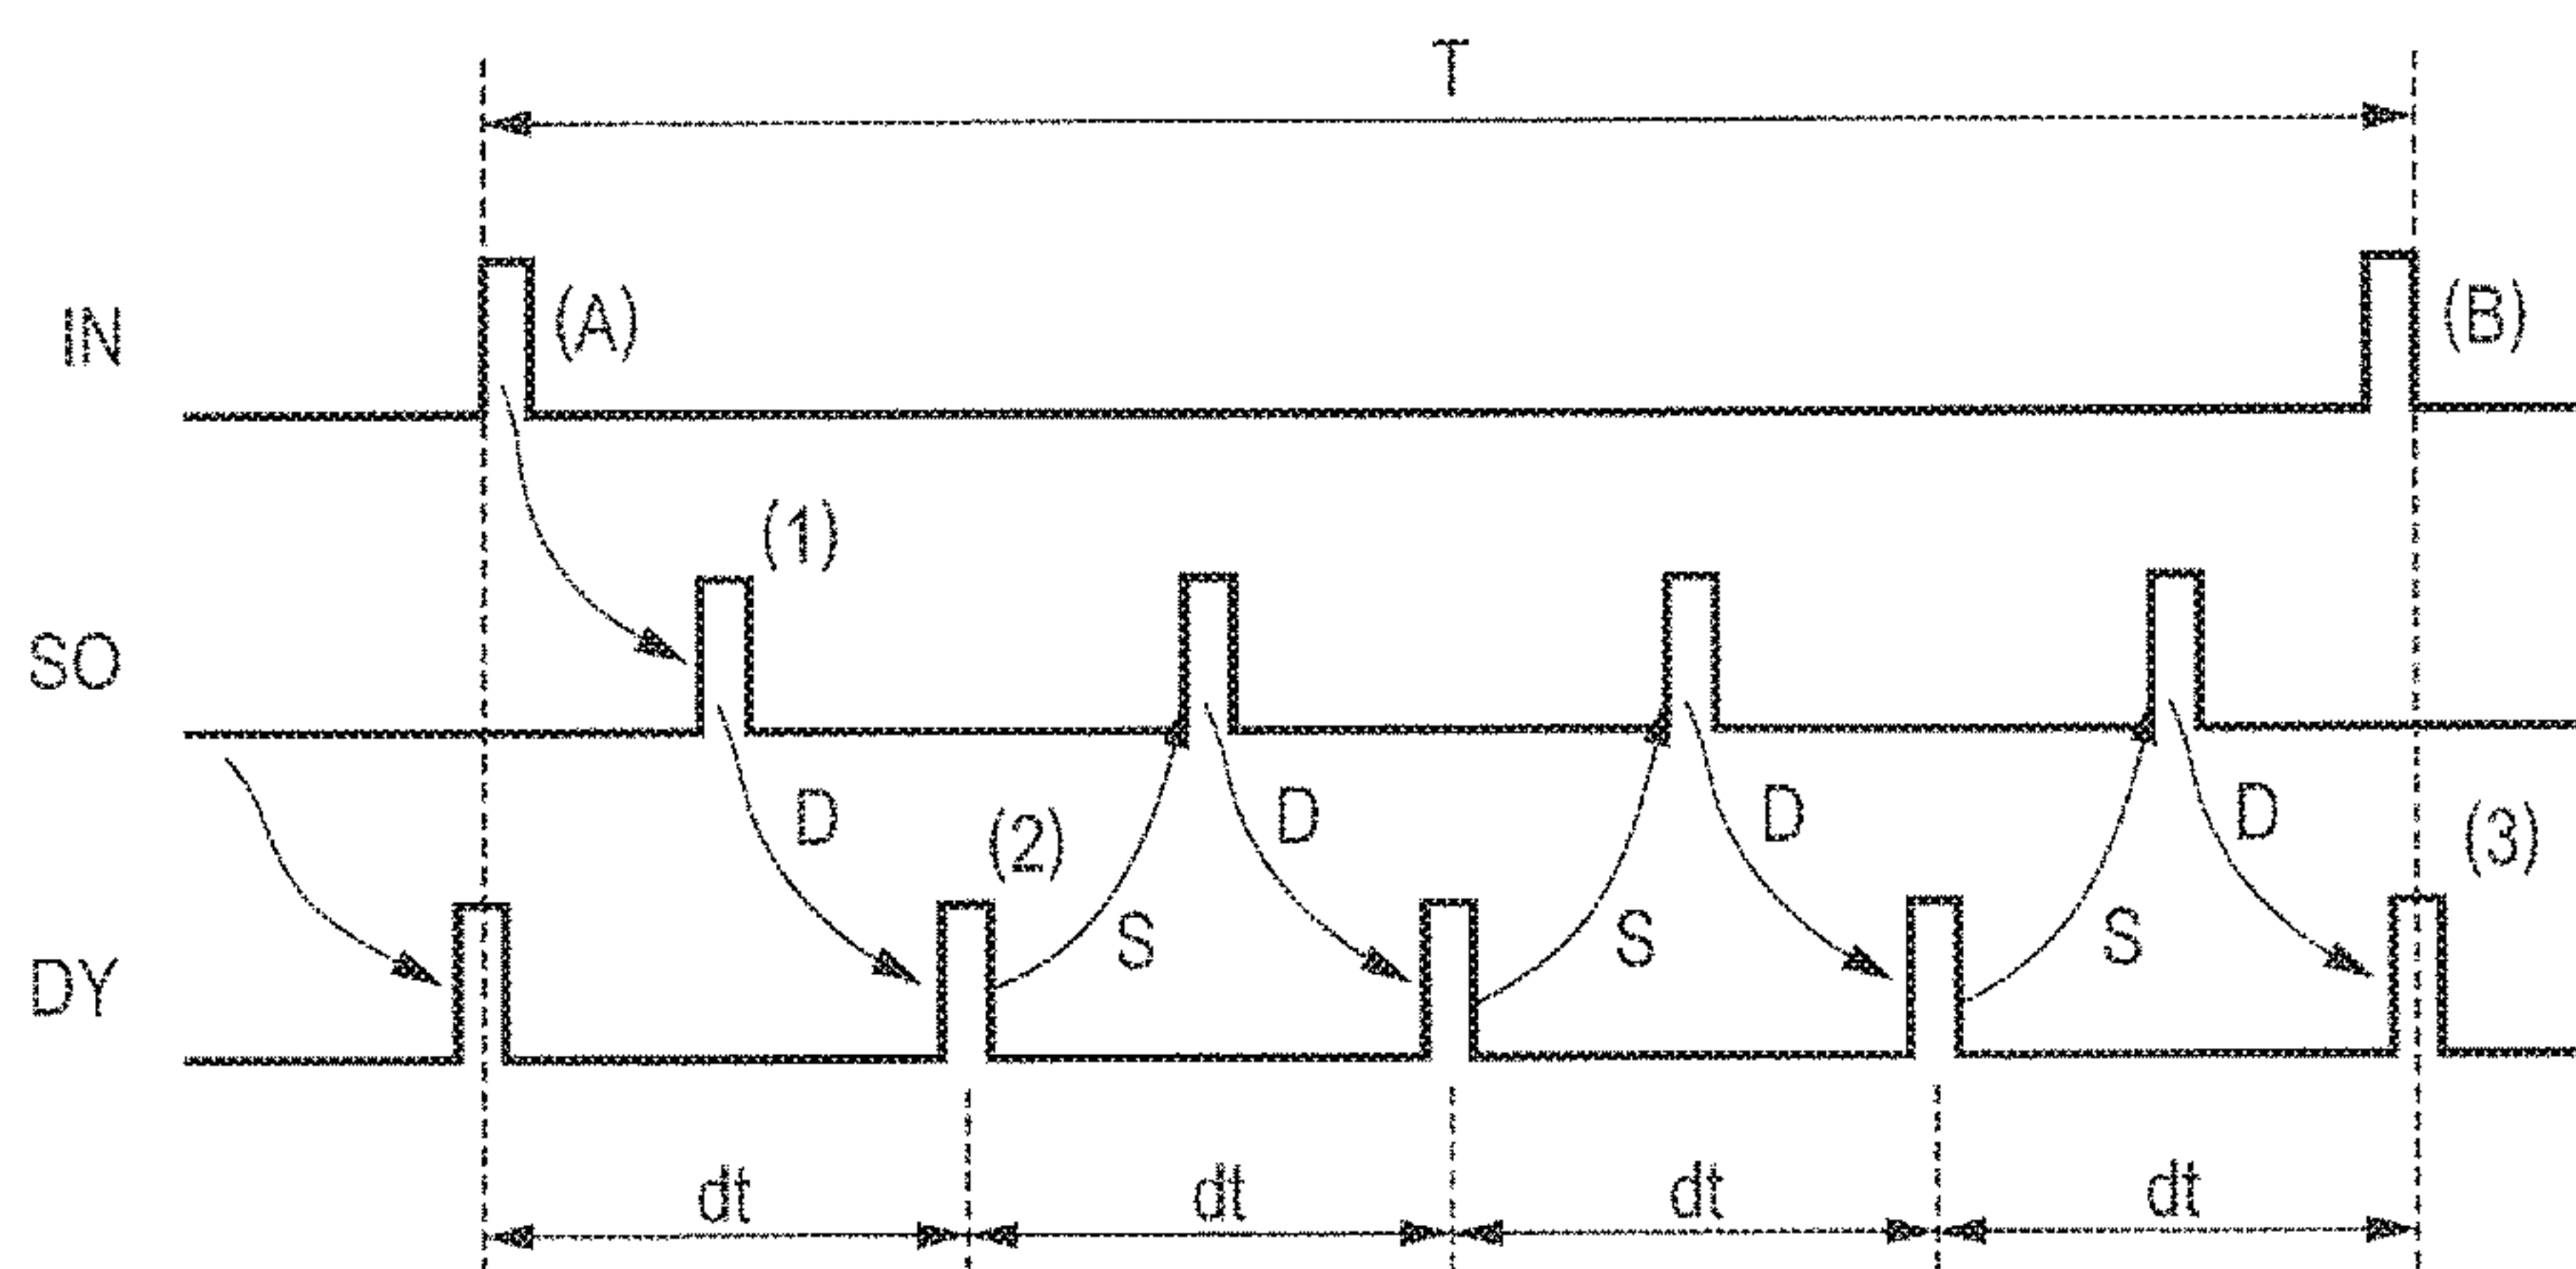 T
IN (A) (B)
(1)
SO
D D D D
(2) (3)
S S S
DY
dt dt dt dt